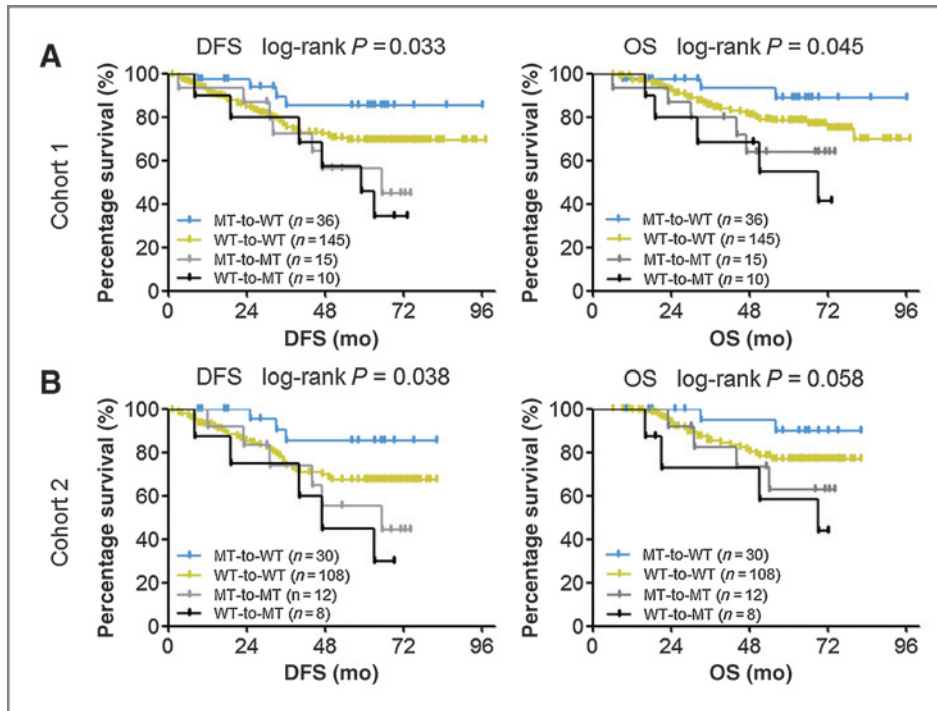 A
DFS log-rank P = 0.033
OS log-rank P = 0.045
Cohort 1
Percentage survival (%)
100
80
60
40
20
0
MT-to-WT (n = 36)
WT-to-WT (n = 145)
MT-to-MT (n = 15)
WT-to-MT (n = 10)
0 24 48 72 96
DFS (mo)
Percentage survival (%)
100
80
60
40
20
0
MT-to-WT (n = 36)
WT-to-WT (n = 145)
MT-to-MT (n = 15)
WT-to-MT (n = 10)
0 24 48 72 96
OS (mo)
B
DFS log-rank P = 0.038
OS log-rank P = 0.058
Cohort 2
Percentage survival (%)
100
80
60
40
20
0
MT-to-WT (n = 30)
WT-to-WT (n = 108)
MT-to-MT (n = 12)
WT-to-MT (n = 8)
0 24 48 72 96
DFS (mo)
Percentage survival (%)
100
80
60
40
20
0
MT-to-WT (n = 30)
WT-to-WT (n = 108)
MT-to-MT (n = 12)
WT-to-MT (n = 8)
0 24 48 72 96
OS (mo)